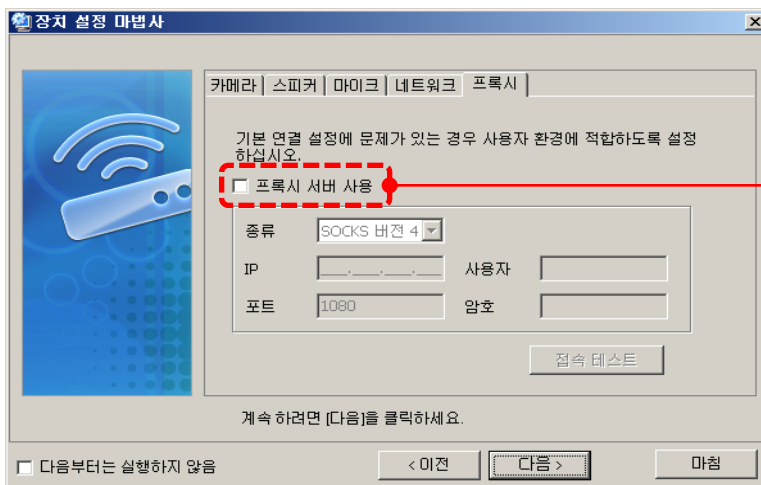 장치 설정 마법사
카메라 스피커 마이크 네트워크 프록시
기본 연결 설정에 문제가 있는 경우 사용자 환경에 적합하도록 설정
하십시오.
프록시 서버 사용
종류 SOCKS 버전 4
IP ___.___.___.___ 사용자
포트 1080 암호
접속 테스트
계속 하려면 [다음]을 클릭하세요.
다음부터는 실행하지 않음 < 이전 다음 > 마침